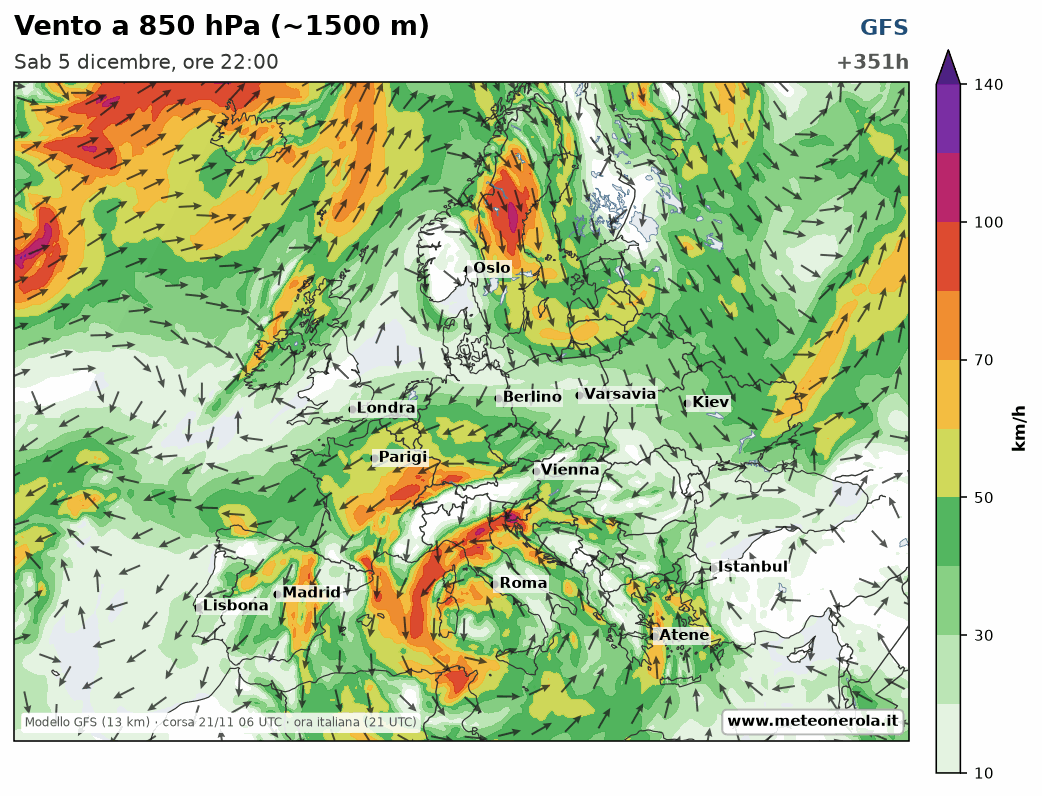 Vento a 850 hPa (~1500 m)
GFS
Sab 5 dicembre, ore 22:00
+351h
140
100
70
50
30
10
km/h
Oslo
Londra
Berlino
Varsavia
Kiev
Parigi
Vienna
Istanbul
Roma
Madrid
Lisbona
Atene
Modello GFS (13 km) · corsa 21/11 06 UTC · ora italiana (21 UTC)
www.meteonerola.it